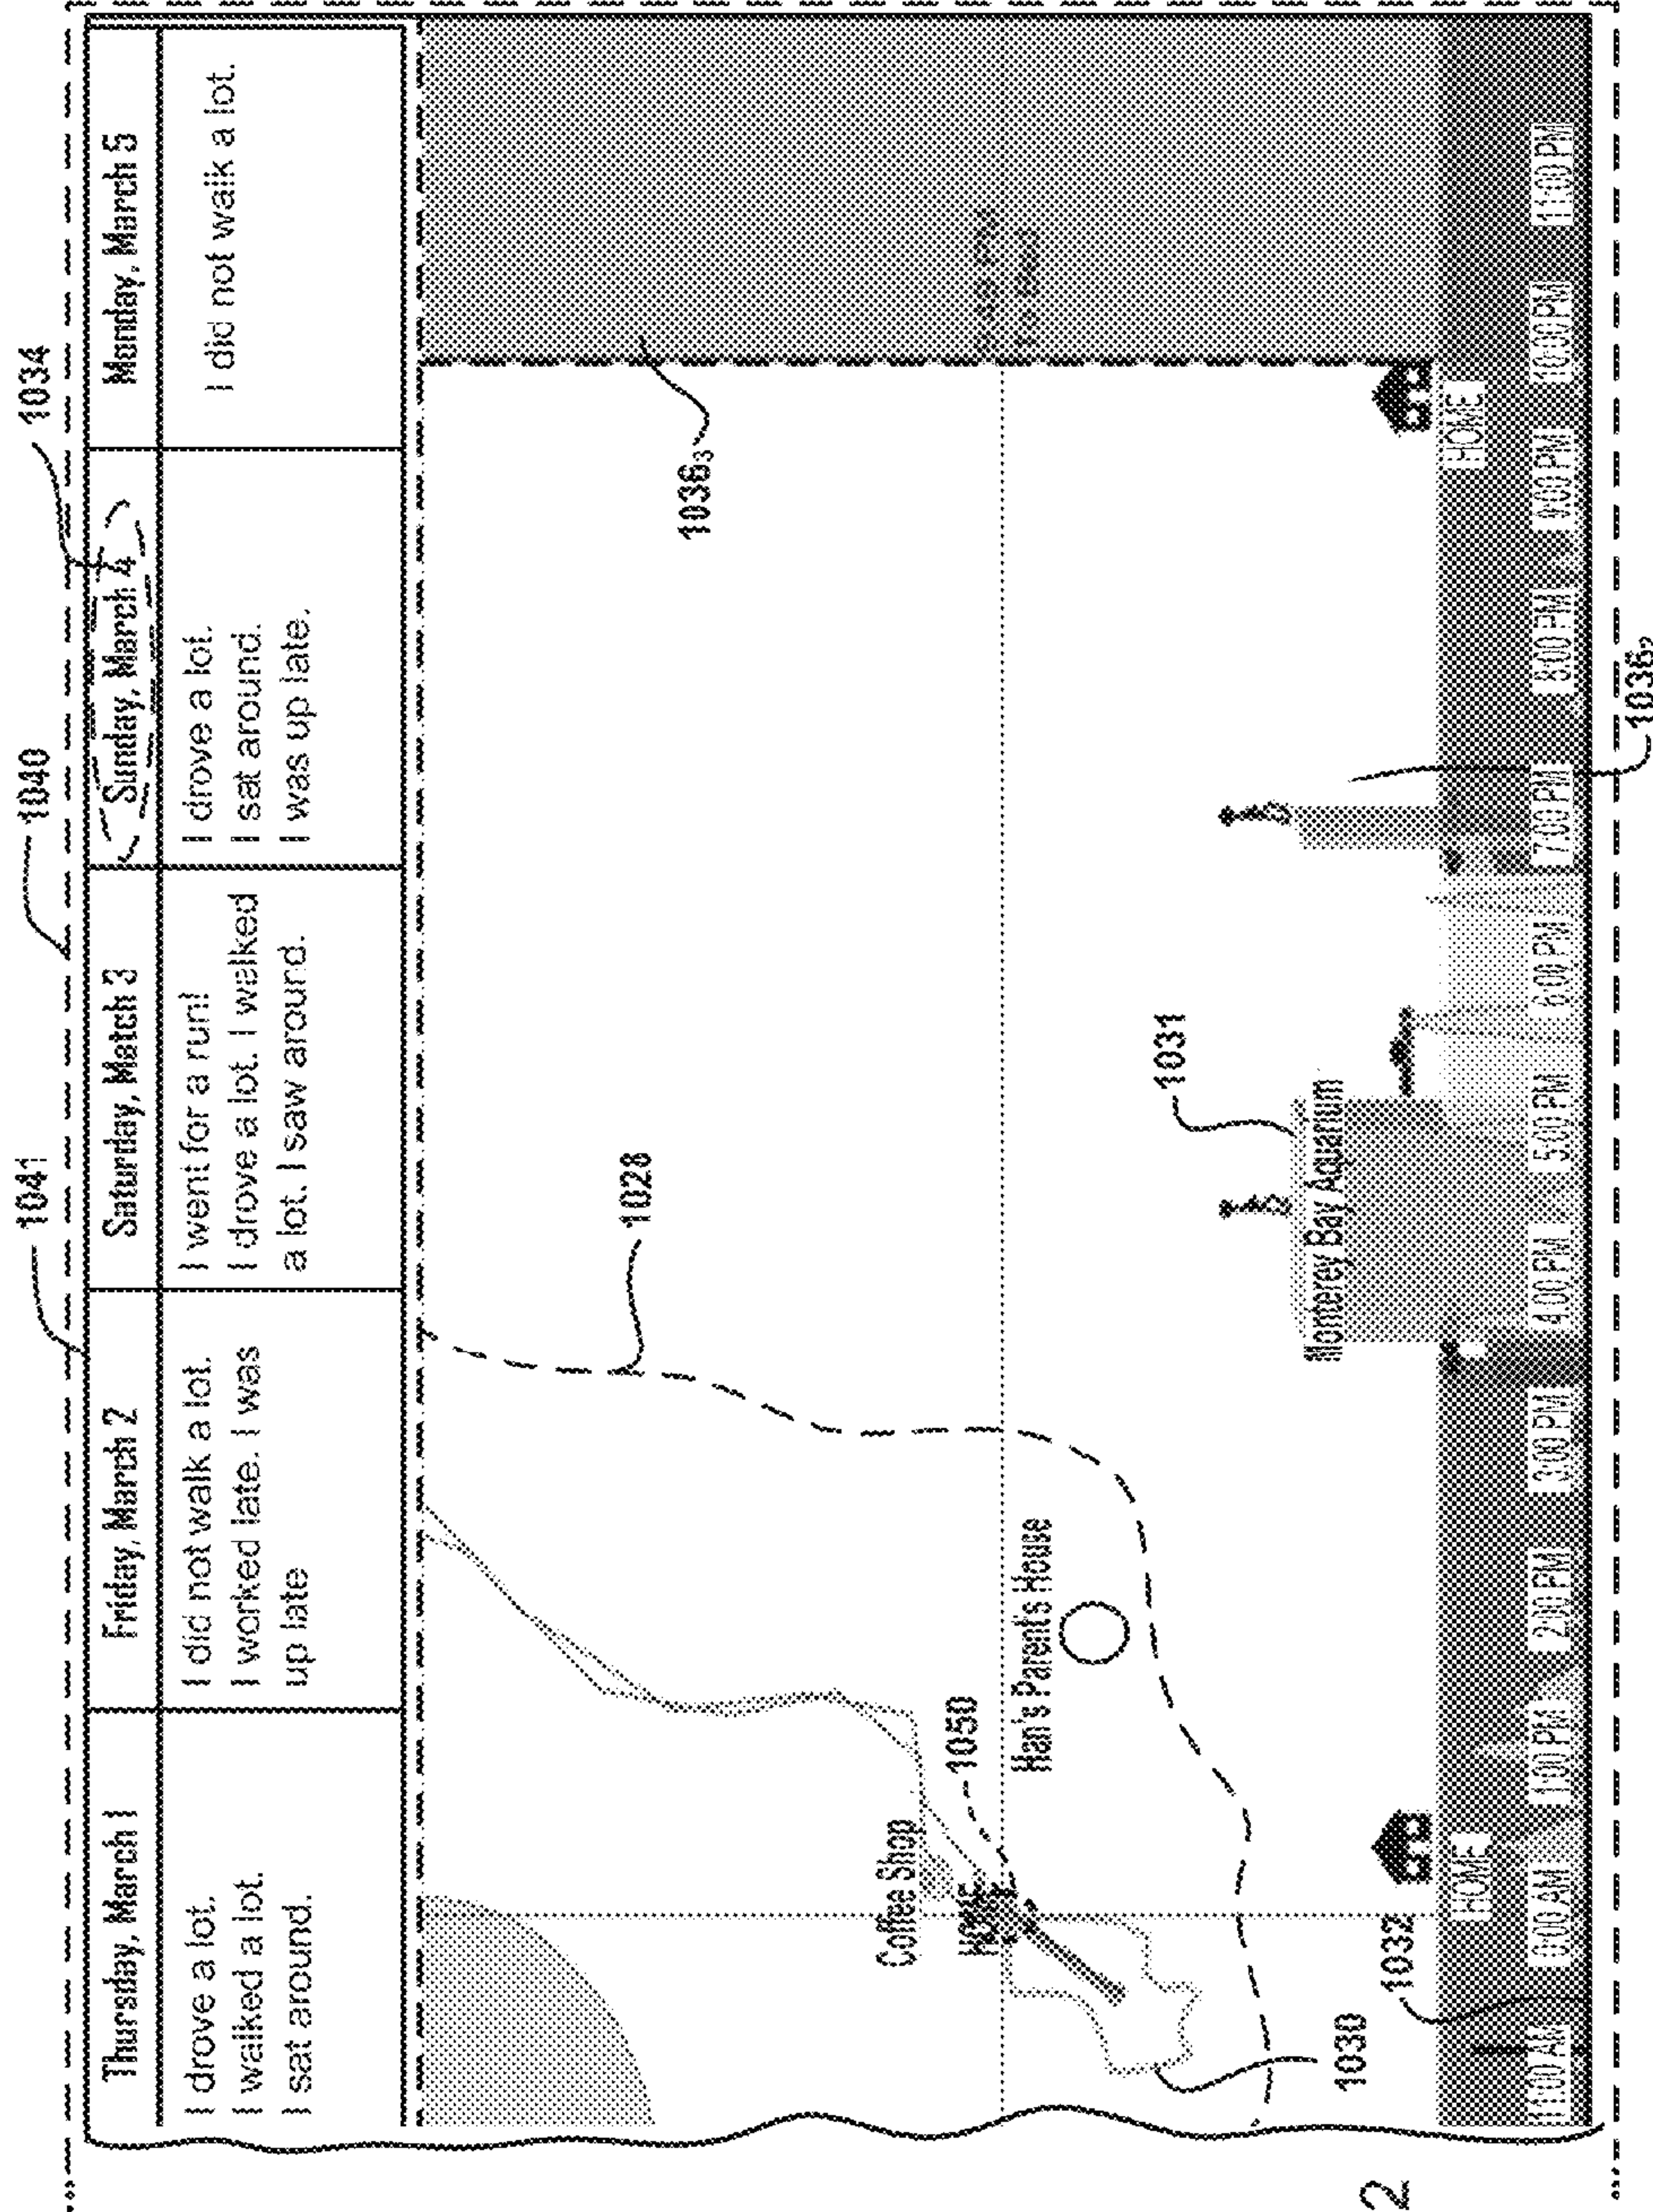 1041
1040
1034
Thursday, March 1
Friday, March 2
Saturday, Match 3
Sunday, March 4
Monday, March 5
I drove a lot.
I walked a lot.
I sat around.
I did not walk a lot.
I worked late. I was
up late
I went for a run!
I drove a lot. I walked
a lot. I saw around.
I drove a lot.
I sat around.
I was up late.
I did not walk a lot.
1028
1036₃
Coffee Shop
HOME
1050
Han's Parent's House
1030
1031
Monterey Bay Aquarium
1032
HOME
HOME
11:00 AM
1:00 PM
2:00 PM
3:00 PM
4:00 PM
5:00 PM
6:00 PM
7:00 PM
8:00 PM
9:00 PM
10:00 PM
11:00 PM
1036₂
2